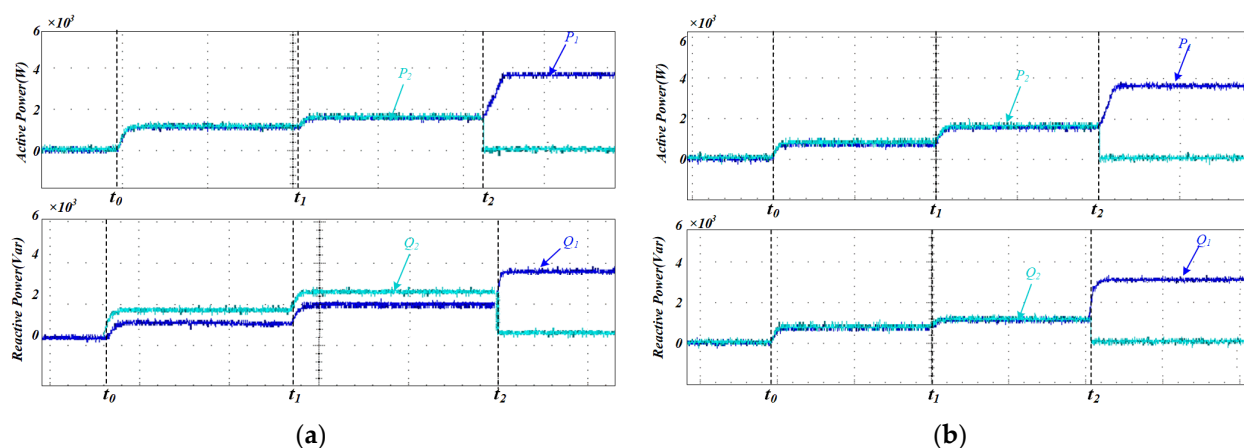 ×10³
6
4
2
0
Active Power(W)
P₁
P₂
t₀
t₁
t₂
×10³
6
4
2
0
Reactive Power(Var)
Q₂
Q₁
t₀
t₁
t₂
(a)
×10³
6
4
2
0
Active Power(W)
P₂
P
t₀
t₁
t₂
×10³
6
4
2
0
Reactive Power(Var)
Q₂
Q₁
t₀
t₁
t₂
(b)